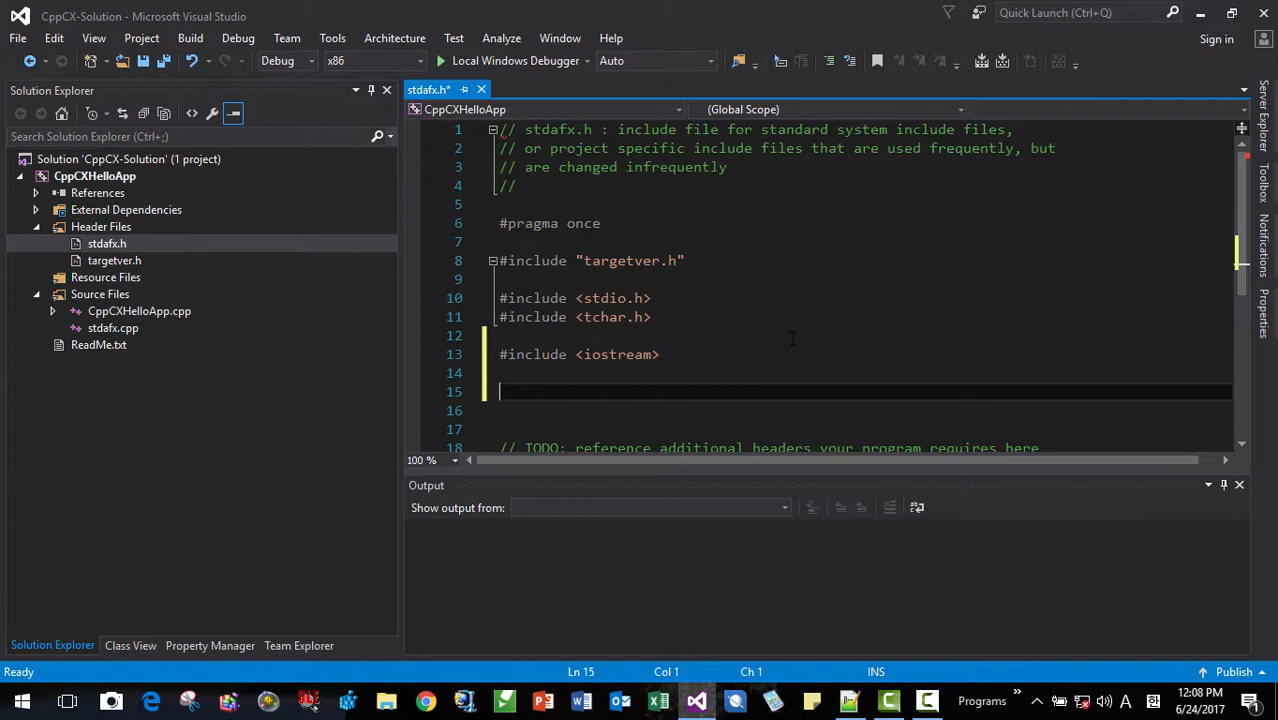 CppCX-Solution - Microsoft Visual Studio
Quick Launch (Ctrl+Q)
File Edit View Project Build Debug Team Tools Architecture Test Analyze Window Help
Sign in
Debug x86 Local Windows Debugger Auto
Solution Explorer
Search Solution Explorer (Ctrl+;)
Solution 'CppCX-Solution' (1 project)
CppCXHelloApp
References
External Dependencies
Header Files
stdafx.h
targetver.h
Resource Files
Source Files
CppCXHelloApp.cpp
stdafx.cpp
ReadMe.txt
Solution Explorer Class View Property Manager Team Explorer
stdafx.h*
CppCXHelloApp (Global Scope)
1 // stdafx.h : include file for standard system include files,
2 // or project specific include files that are used frequently, but
3 // are changed infrequently
4 //
5
6 #pragma once
7
8 #include "targetver.h"
9
10 #include <stdio.h>
11 #include <tchar.h>
12
13 #include <iostream>
14
15
16
17
18 // TODO: reference additional headers your program requires here
100 %
Output
Show output from:
Server Explorer
Toolbox
Notifications
Properties
Ready Ln 15 Col 1 Ch 1 INS Publish
Programs A 12:08 PM
6/24/2017